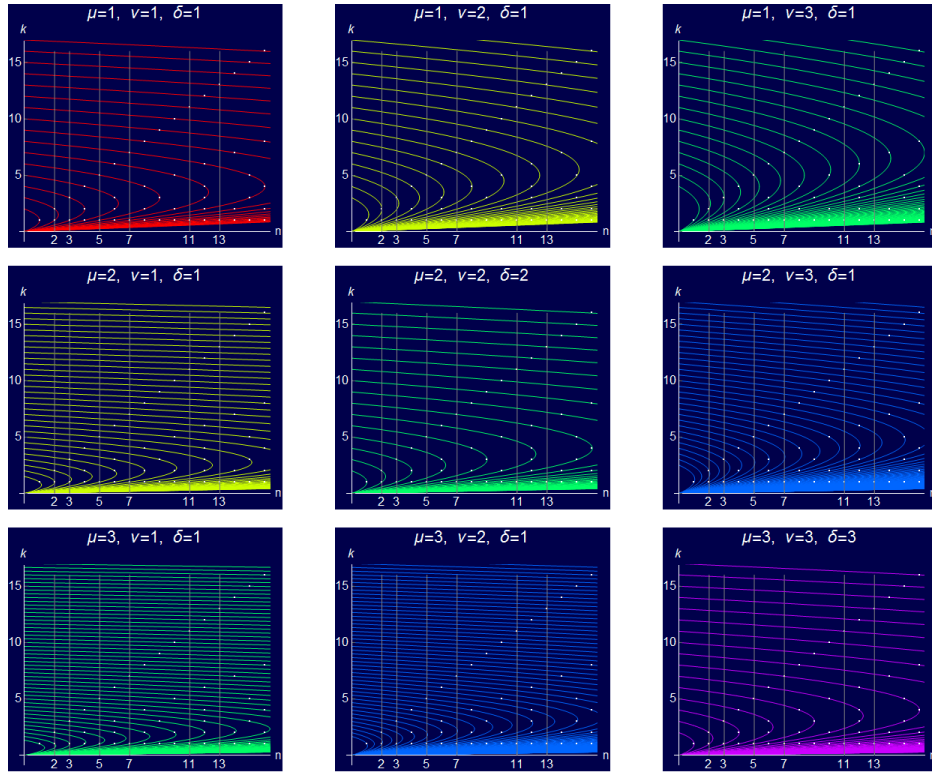 μ=1, ν=1, δ=1
k
15
10
5
n
2 3 5 7 11 13
μ=1, ν=2, δ=1
k
15
10
5
n
2 3 5 7 11 13
μ=1, ν=3, δ=1
k
15
10
5
n
2 3 5 7 11 13
μ=2, ν=1, δ=1
k
15
10
5
n
2 3 5 7 11 13
μ=2, ν=2, δ=2
k
15
10
5
n
2 3 5 7 11 13
μ=2, ν=3, δ=1
k
15
10
5
n
2 3 5 7 11 13
μ=3, ν=1, δ=1
k
15
10
5
n
2 3 5 7 11 13
μ=3, ν=2, δ=1
k
15
10
5
n
2 3 5 7 11 13
μ=3, ν=3, δ=3
k
15
10
5
n
2 3 5 7 11 13